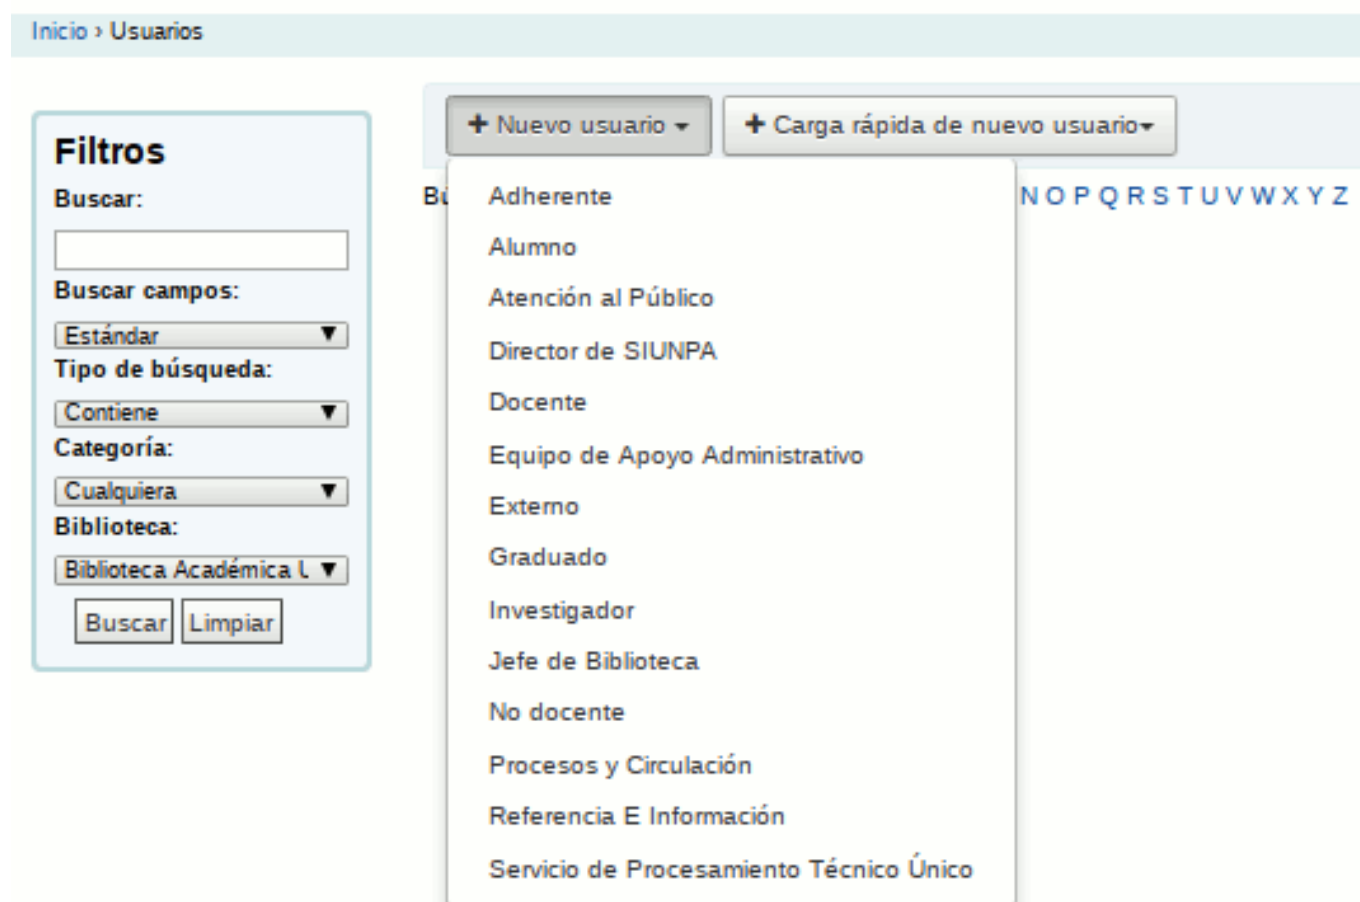 Inicio › Usuarios
+ Nuevo usuario
+ Carga rápida de nuevo usuario
Filtros
Buscar:
Buscar campos:
Estándar
Tipo de búsqueda:
Contiene
Categoría:
Cualquiera
Biblioteca:
Biblioteca Académica
Buscar Limpiar
N O P Q R S T U V W X Y Z
Adherente
Alumno
Atención al Público
Director de SIUNPA
Docente
Equipo de Apoyo Administrativo
Externo
Graduado
Investigador
Jefe de Biblioteca
No docente
Procesos y Circulación
Referencia E Información
Servicio de Procesamiento Técnico Único